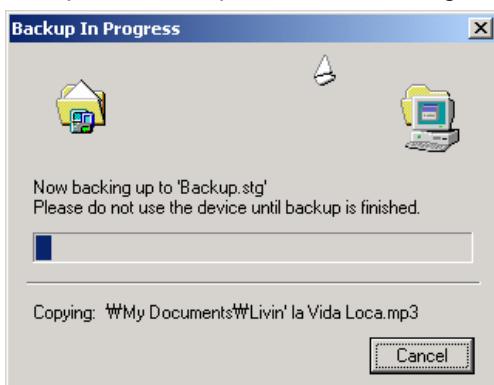 Backup In Progress
Now backing up to 'Backup.stg'
Please do not use the device until backup is finished.
Copying: ₩My Documents₩Livin' la Vida Loca.mp3
Cancel